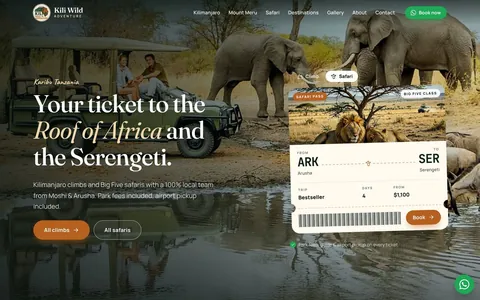 Kili Wild
ADVENTURE
Kilimanjaro
Mount Meru
Safari
Destinations
Gallery
About
Contact
Book now
Karibu Tanzania
Your ticket to the
Roof of Africa and
the Serengeti.
Kilimanjaro climbs and Big Five safaris with a 100% local team
from Moshi & Arusha. Park fees included, airport pickup
included.
All climbs →
All safaris
Climb
Safari
SAFARI PASS
BIG FIVE CLASS
FROM
TO
ARK
SER
Arusha
Serengeti
TRIP
DAYS
FROM
Bestseller
4
$1,100
Book →
every ticket